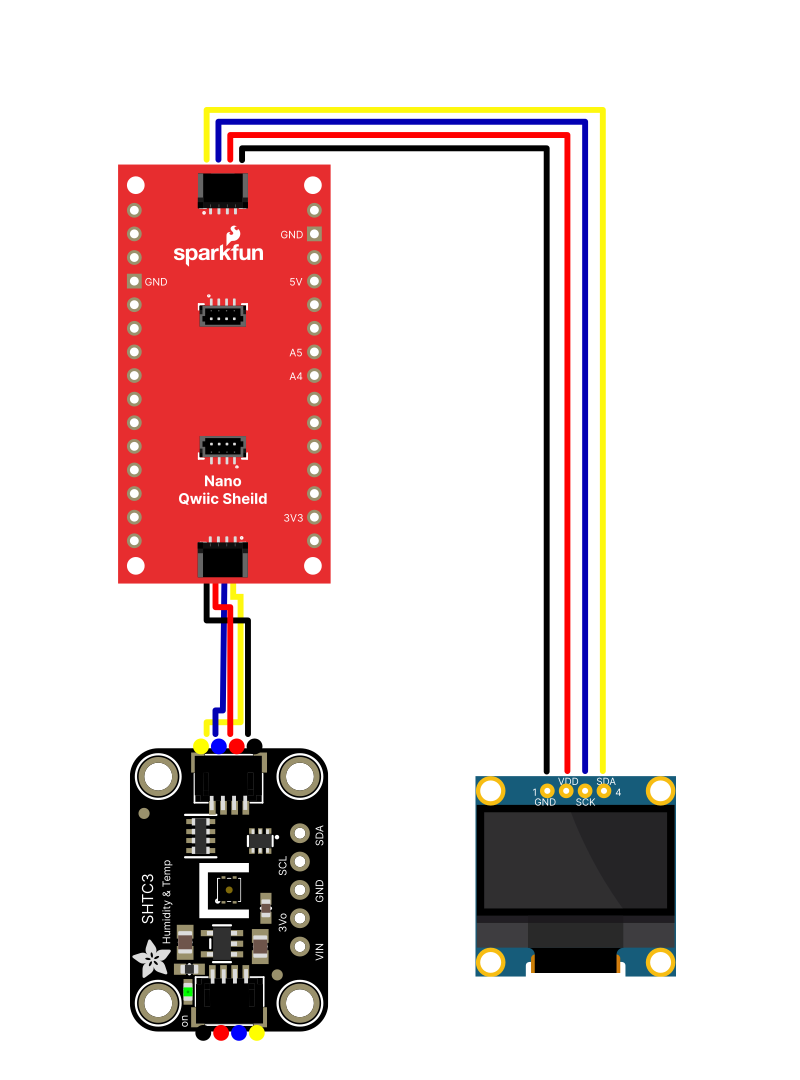 GND
sparkfun
GND
5V
A5
A4
Nano
Qwiic Sheild
3V3
VDD
SDA
1
4
GND
SCK
SDA
SCL
SHTC3
Humidity & Temp
GND
3Vo
VIN
on